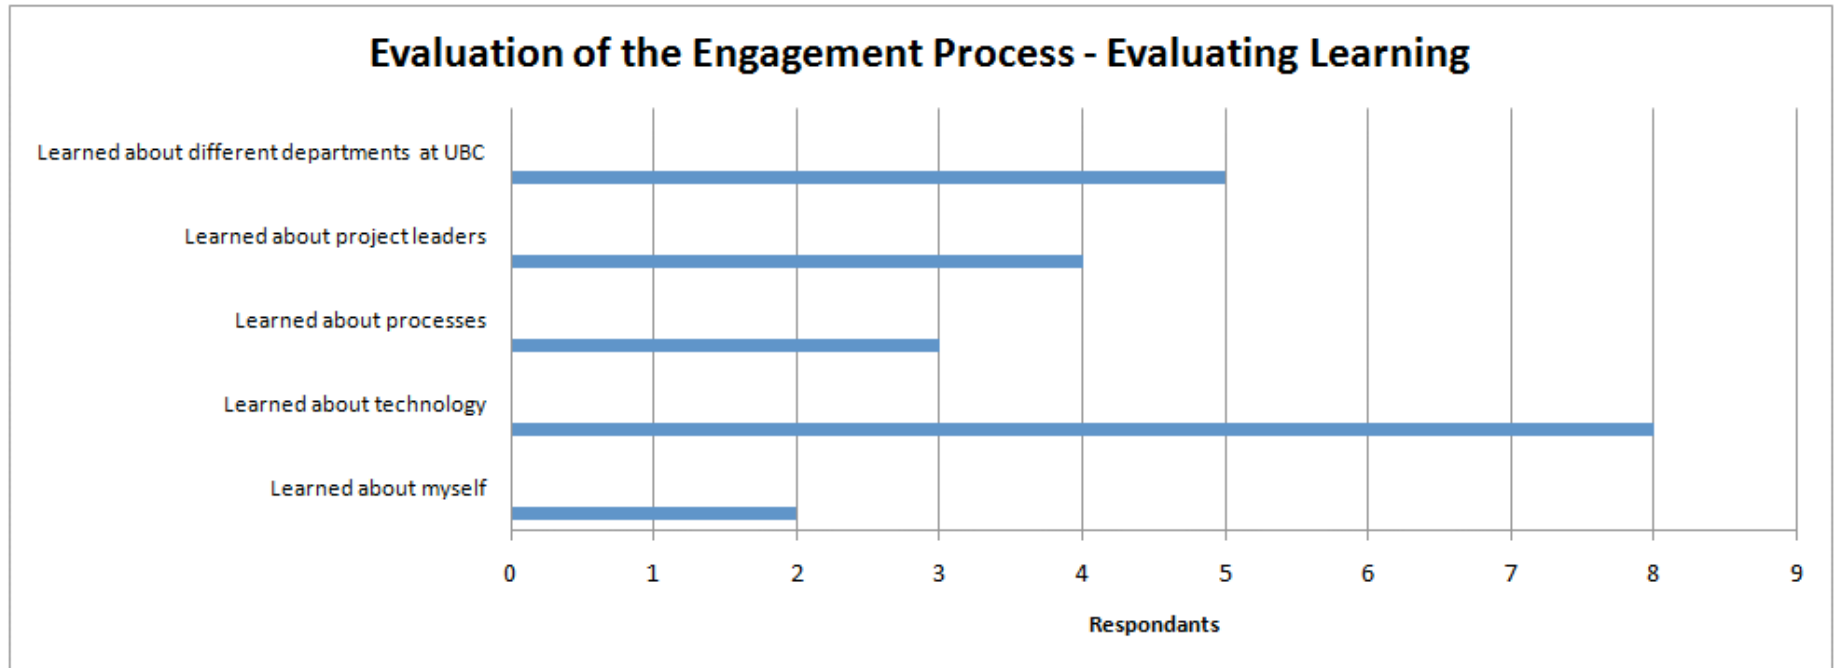 Evaluation of the Engagement Process - Evaluating Learning
Learned about different departments at UBC
Learned about project leaders
Learned about processes
Learned about technology
Learned about myself
0 1 2 3 4 5 6 7 8 9
Respondants